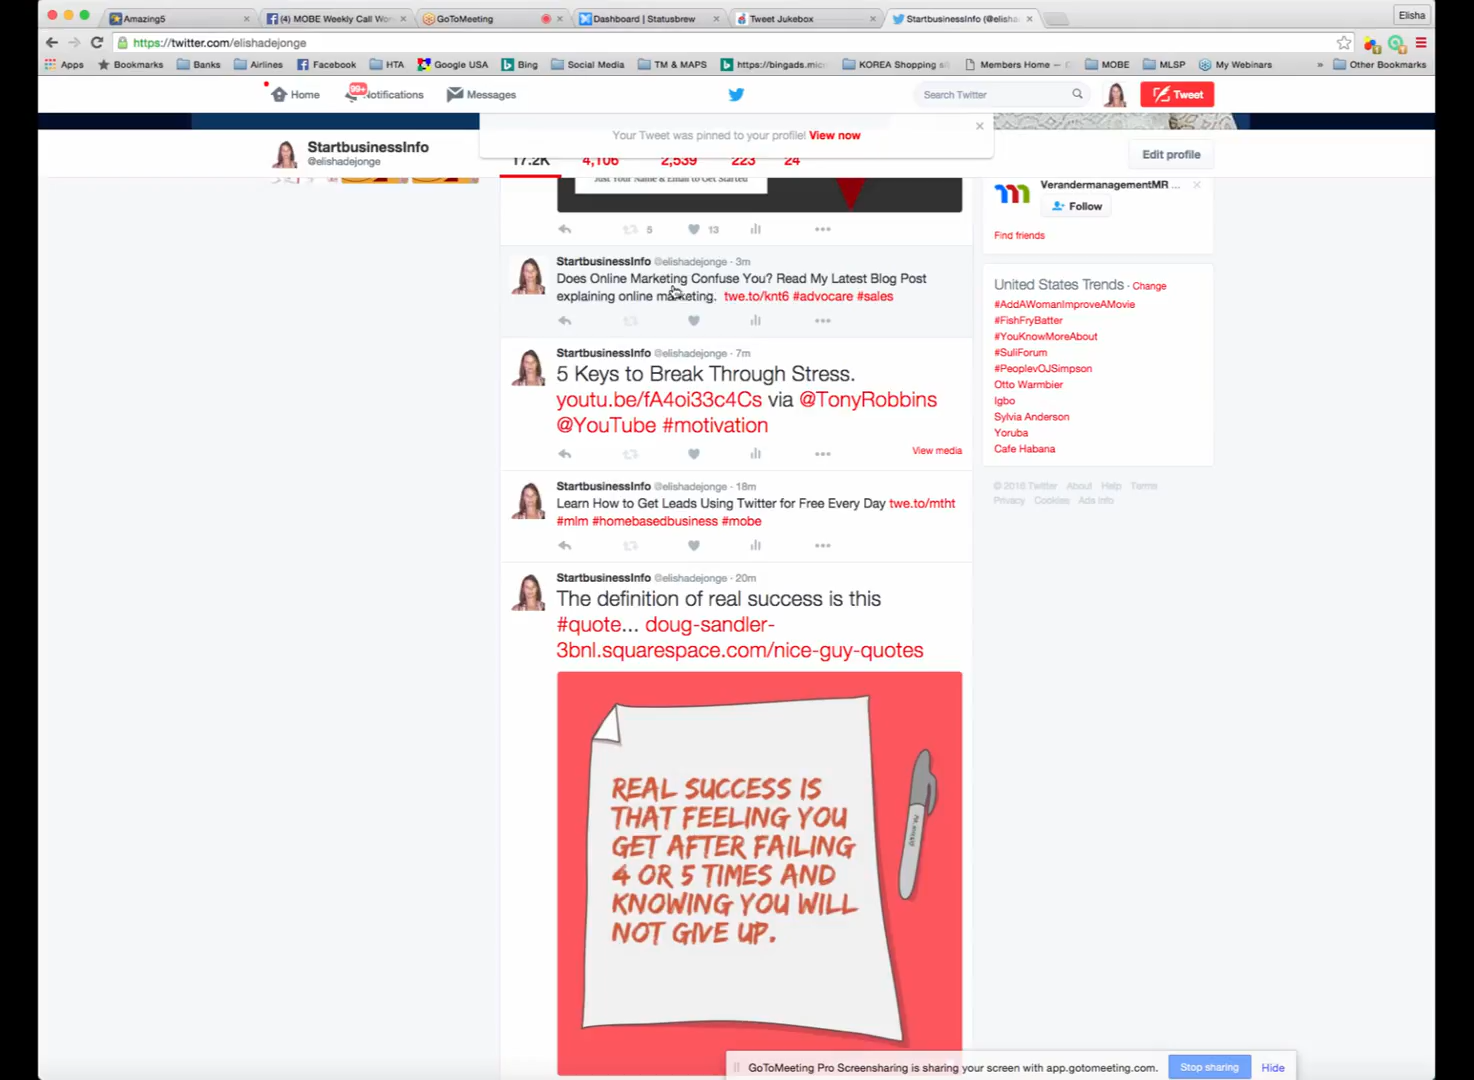 Amazing5
(4) MOBE Weekly Call Wor
GoToMeeting
Dashboard | Statusbrew
Tweet Jukebox
StartbusinessInfo (@elisha
Elisha
https://twitter.com/elishadejonge
Apps
Bookmarks
Banks
Airlines
Facebook
HTA
Google USA
Bing
Social Media
TM & MAPS
https://bingads.micr
KOREA Shopping si
Members Home — C
MOBE
MLSP
My Webinars
»
Other Bookmarks
Home
99+
Notifications
Messages
Search Twitter
Tweet
Your Tweet was pinned to your profile! View now
StartbusinessInfo
@elishadejonge
17.2K 4,106 2,539 223 24
Edit profile
Just Your Name & Email to Get Started
5 13
StartbusinessInfo @elishadejonge · 3m
Does Online Marketing Confuse You? Read My Latest Blog Post
explaining online marketing. twe.to/knt6 #advocare #sales
StartbusinessInfo @elishadejonge · 7m
5 Keys to Break Through Stress.
youtu.be/fA4oi33c4Cs via @TonyRobbins
@YouTube #motivation
View media
StartbusinessInfo @elishadejonge · 18m
Learn How to Get Leads Using Twitter for Free Every Day twe.to/mtht
#mlm #homebasedbusiness #mobe
StartbusinessInfo @elishadejonge · 20m
The definition of real success is this
#quote... doug-sandler-
3bnl.squarespace.com/nice-guy-quotes
REAL SUCCESS IS
THAT FEELING YOU
GET AFTER FAILING
4 OR 5 TIMES AND
KNOWING YOU WILL
NOT GIVE UP.
VerandermanagementMR ...
Follow
Find friends
United States Trends · Change
#AddAWomanImproveAMovie
#FishFryBatter
#YouKnowMoreAbout
#SuliForum
#PeoplevOJSimpson
Otto Warmbier
Igbo
Sylvia Anderson
Yoruba
Cafe Habana
© 2016 Twitter About Help Terms
Privacy Cookies Ads info
GoToMeeting Pro Screensharing is sharing your screen with app.gotomeeting.com.
Stop sharing
Hide